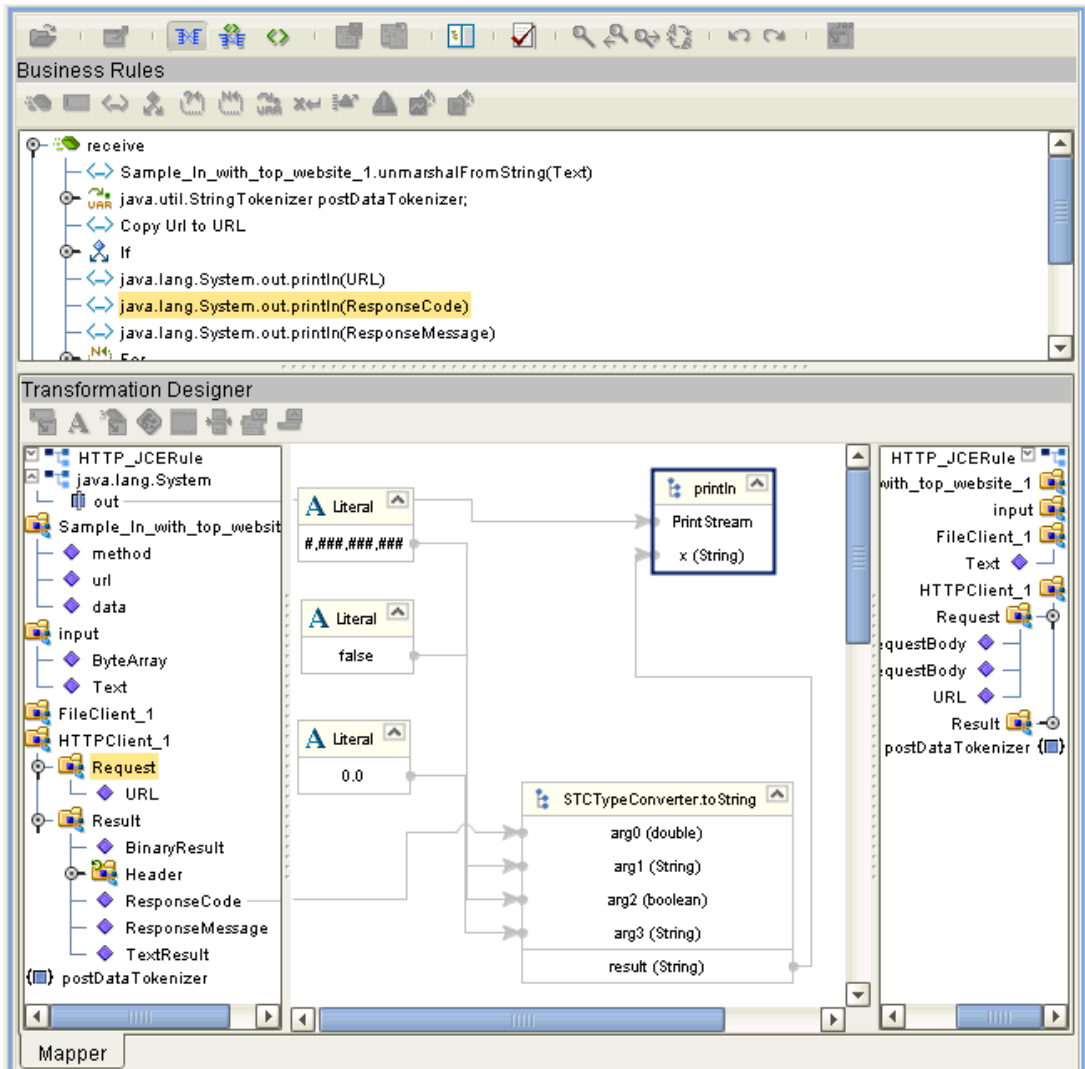 Business Rules
receive
Sample_In_with_top_website_1.unmarshalFromString(Text)
java.util.StringTokenizer postDataTokenizer;
Copy Url to URL
If
java.lang.System.out.println(URL)
java.lang.System.out.println(ResponseCode)
java.lang.System.out.println(ResponseMessage)
For
Transformation Designer
HTTP_JCERule
java.lang.System
out
Sample_In_with_top_websit
method
url
data
input
ByteArray
Text
FileClient_1
HTTPClient_1
Request
URL
Result
BinaryResult
Header
ResponseCode
ResponseMessage
TextResult
postDataTokenizer
A Literal
#,###,###,###
A Literal
false
A Literal
0.0
println
PrintStream
x (String)
STCTypeConverter.toString
arg0 (double)
arg1 (String)
arg2 (boolean)
arg3 (String)
result (String)
HTTP_JCERule
with_top_website_1
input
FileClient_1
Text
HTTPClient_1
Request
equestBody
equestBody
URL
Result
postDataTokenizer
Mapper